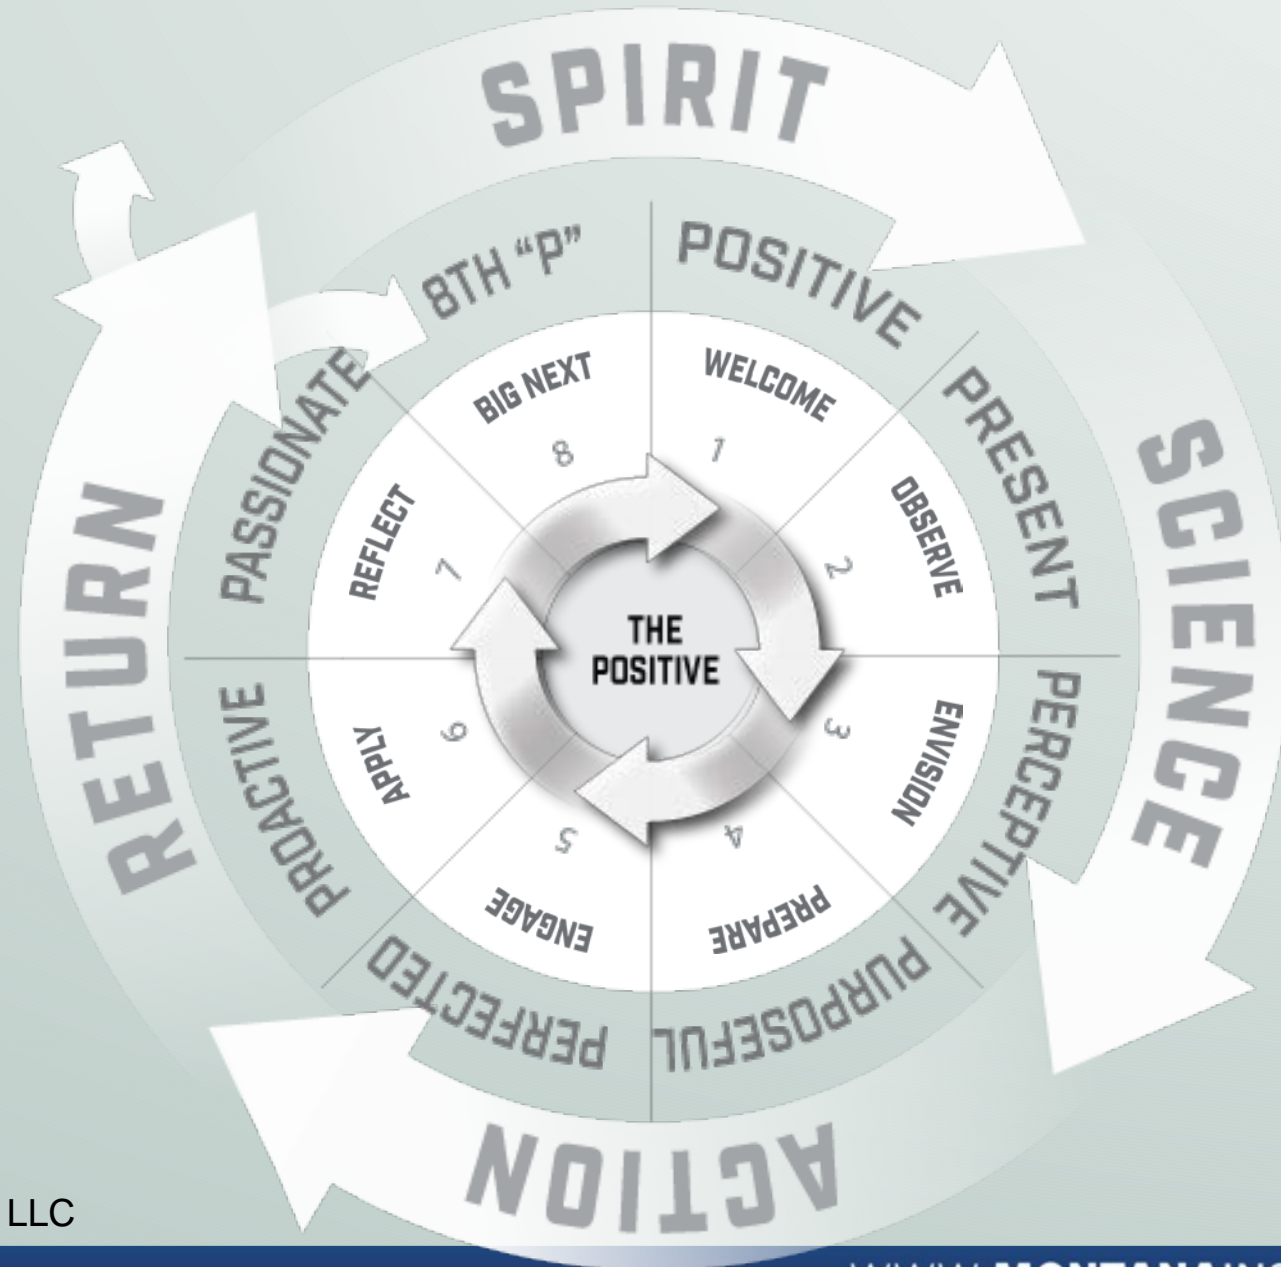 SPIRIT
SCIENCE
ACTION
RETURN
POSITIVE
PRESENT
PERCEPTIVE
PURPOSEFUL
PERFECTED
PROACTIVE
PASSIONATE
8TH “P”
WELCOME
1
OBSERVE
2
ENVISION
3
PREPARE
4
ENGAGE
5
APPLY
6
REFLECT
7
BIG NEXT
8
THE
POSITIVE
LLC